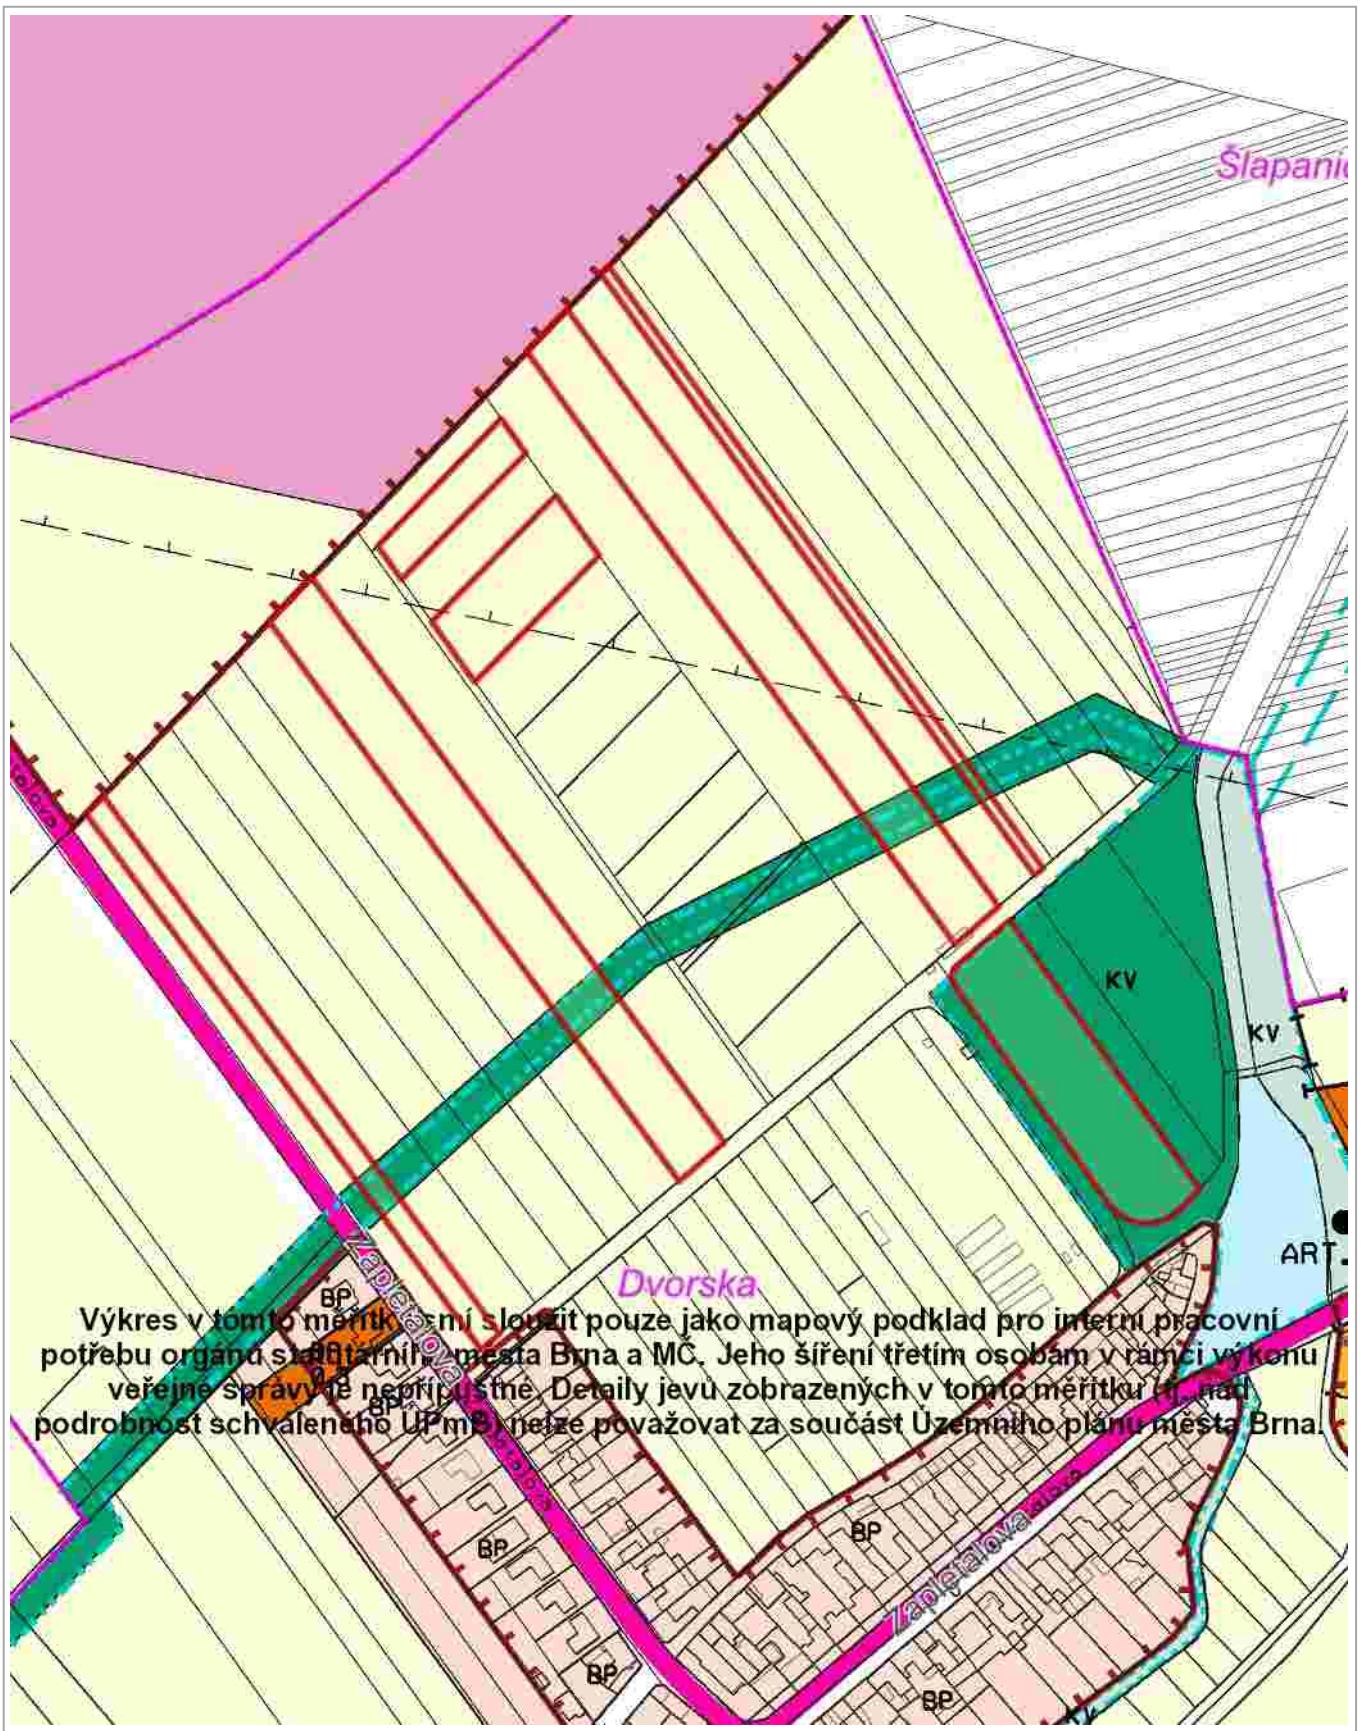 Šlapanic
KV
KV
ART.
Dvorska
BP
Zapletalova
Výkres v tomto měřítku smí sloužit pouze jako mapový podklad pro interní pracovní
potřebu orgánů statutárního města Brna a MČ. Jeho šíření třetím osobám v rámci výkonu
veřejné správy je nepřípustné. Detaily jevů zobrazených v tomto měřítku (tj. nad
podrobnost schváleného ÚPmB) nelze považovat za součást Územního plánu města Brna.
BP
BP
BP
Zapletalova
BP
BP
KV